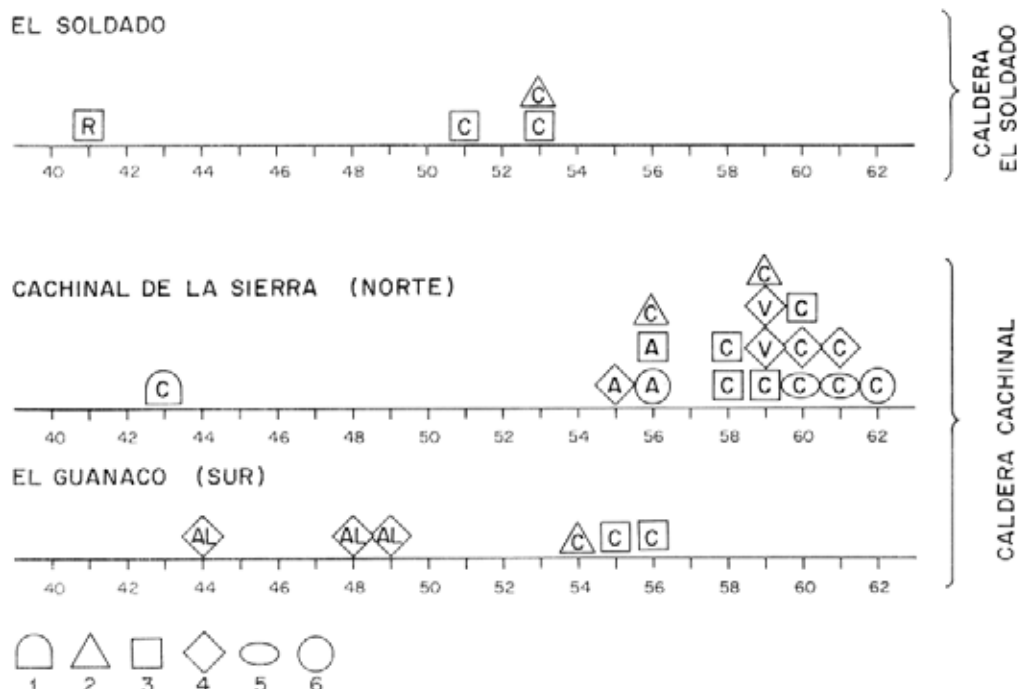 EL SOLDADO
C
R C C
40 42 44 46 48 50 52 54 56 58 60 62
CALDERA
EL SOLDADO
CACHINAL DE LA SIERRA (NORTE)
C
C V C
A C V C C
C A A C C C C C
40 42 44 46 48 50 52 54 56 58 60 62
EL GUANACO (SUR)
AL AL AL C C C
40 42 44 46 48 50 52 54 56 58 60 62
CALDERA CACHINAL
1 2 3 4 5 6